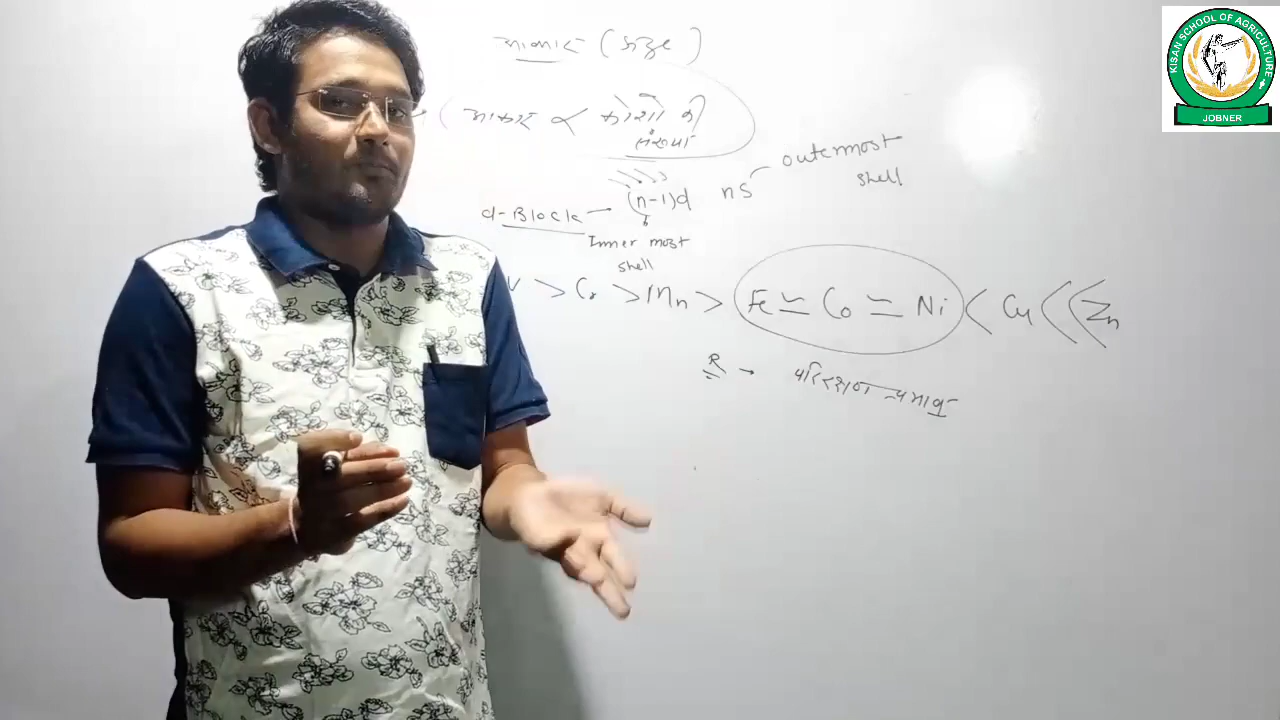 आकार (Size)
आकार ∝ कोशो की
संख्या
d-Block → (n-1)d ns - outermost
shell
Inner most
shell
V > Cr > Mn > Fe ≃ Co ≃ Ni < Cu << Zn
R → परिरक्षण प्रभाव
KISAN SCHOOL OF AGRICULTURE
JOBNER